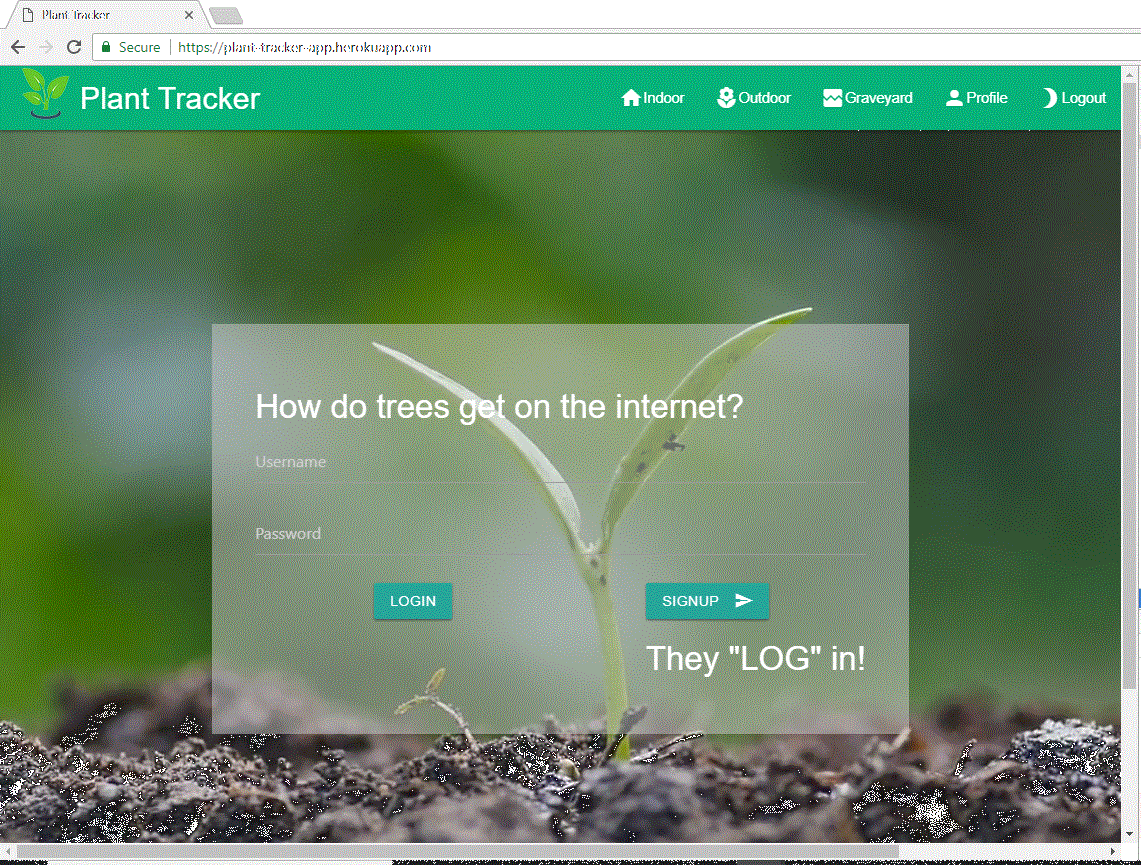 Plant Tracker
Secure https://plant-tracker-app.herokuapp.com
Plant Tracker Indoor Outdoor Graveyard Profile Logout
How do trees get on the internet?
Username
Password
LOGIN SIGNUP
They "LOG" in!